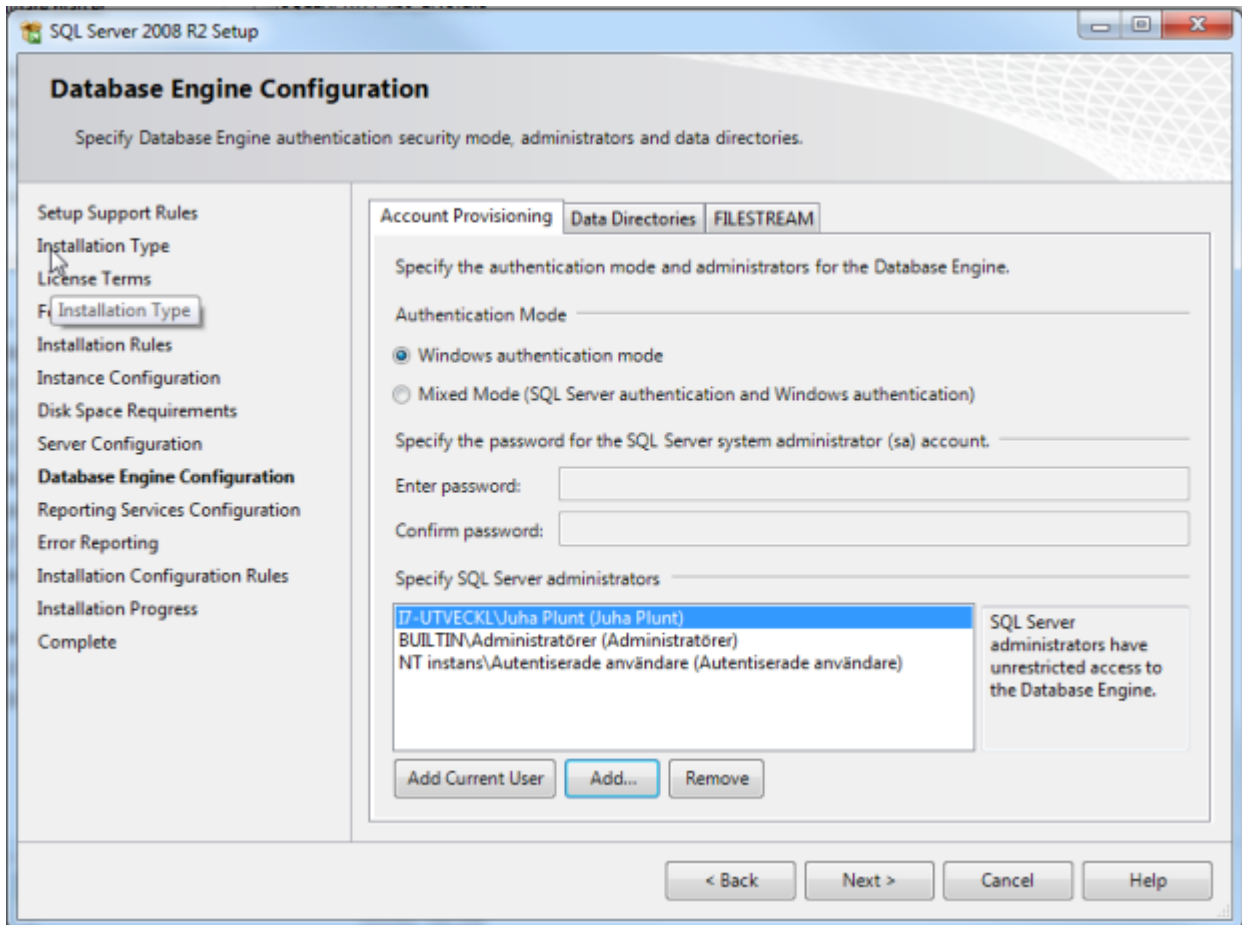 SQL Server 2008 R2 Setup
Database Engine Configuration
Specify Database Engine authentication security mode, administrators and data directories.
Setup Support Rules
Installation Type
License Terms
Installation Type
Installation Rules
Instance Configuration
Disk Space Requirements
Server Configuration
Database Engine Configuration
Reporting Services Configuration
Error Reporting
Installation Configuration Rules
Installation Progress
Complete
Account Provisioning Data Directories FILESTREAM
Specify the authentication mode and administrators for the Database Engine.
Authentication Mode
Windows authentication mode
Mixed Mode (SQL Server authentication and Windows authentication)
Specify the password for the SQL Server system administrator (sa) account.
Enter password:
Confirm password:
Specify SQL Server administrators
I7-UTVECKL\Juha Plunt (Juha Plunt)
BUILTIN\Administratörer (Administratörer)
NT instans\Autentiserade användare (Autentiserade användare)
SQL Server
administrators have
unrestricted access to
the Database Engine.
Add Current User Add... Remove
< Back Next > Cancel Help